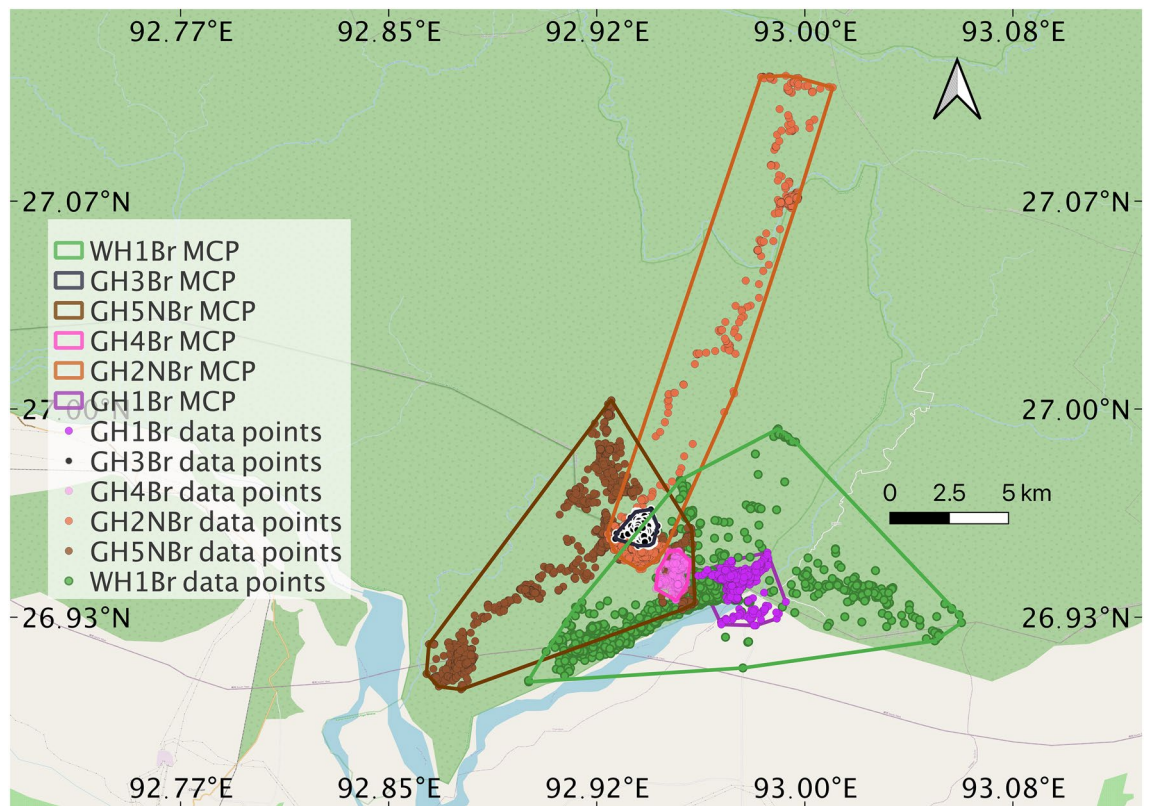 92.77°E 92.85°E 92.92°E 93.00°E 93.08°E
27.07°N 27.07°N
WH1Br MCP
GH3Br MCP
GH5NBr MCP
GH4Br MCP
GH2NBr MCP
GH1Br MCP
27.00°N 27.00°N
GH1Br data points
GH3Br data points
GH4Br data points
GH2NBr data points
GH5NBr data points
WH1Br data points
0 2.5 5 km
26.93°N 26.93°N
92.77°E 92.85°E 92.92°E 93.00°E 93.08°E